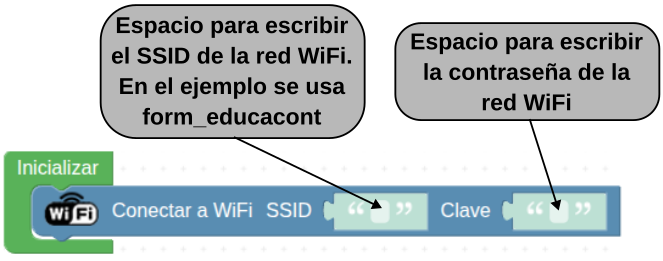 Espacio para escribir
el SSID de la red WiFi.
En el ejemplo se usa
form_educacont
Espacio para escribir
la contraseña de la
red WiFi
Inicializar
WiFi Conectar a WiFi SSID “ ” Clave “ ”